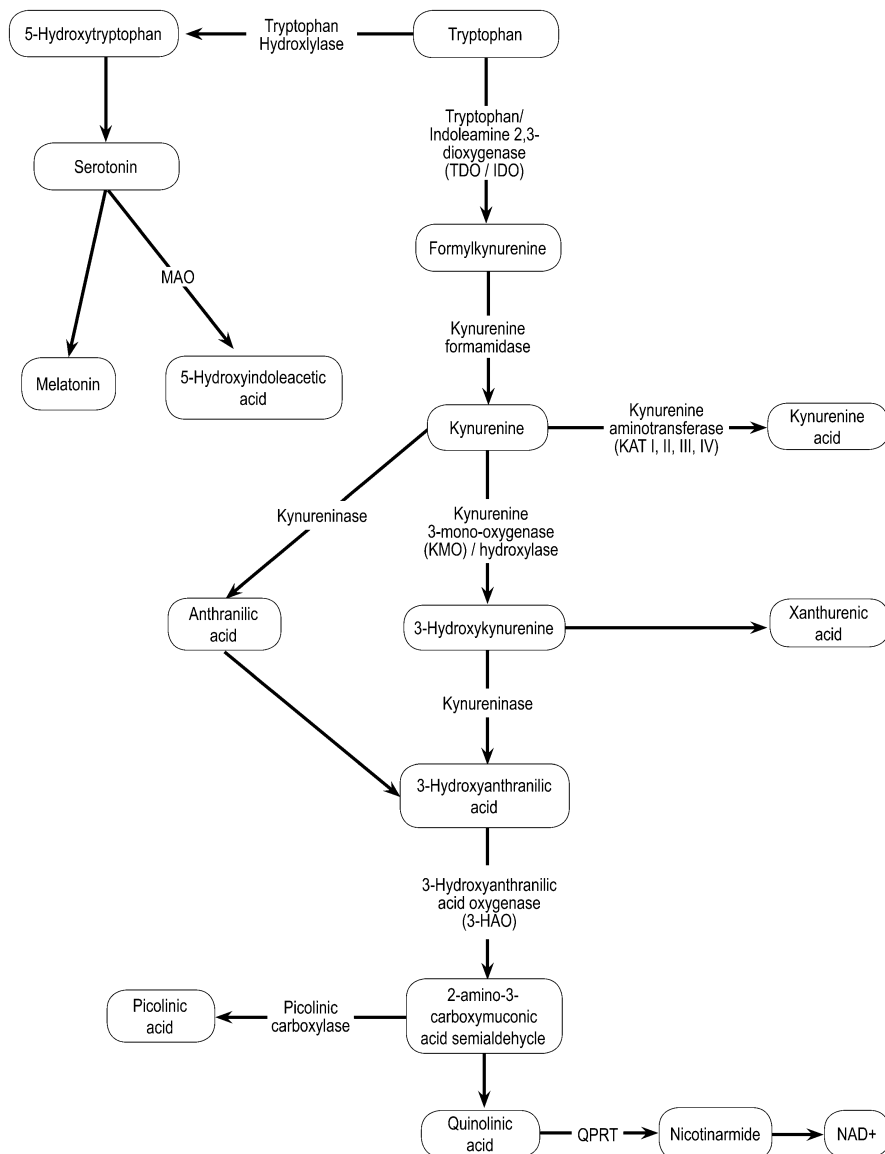 5-Hydroxytryptophan
Tryptophan
Hydroxlylase
Tryptophan
Tryptophan/
Indoleamine 2,3-
dioxygenase
(TDO / IDO)
Serotonin
Formylkynurenine
MAO
Kynurenine
formamidase
Melatonin
5-Hydroxyindoleacetic
acid
Kynurenine
Kynurenine
aminotransferase
(KAT I, II, III, IV)
Kynurenine
acid
Kynureninase
Kynurenine
3-mono-oxygenase
(KMO) / hydroxylase
Anthranilic
acid
3-Hydroxykynurenine
Xanthurenic
acid
Kynureninase
3-Hydroxyanthranilic
acid
3-Hydroxyanthranilic
acid oxygenase
(3-HAO)
Picolinic
acid
Picolinic
carboxylase
2-amino-3-
carboxymuconic
acid semialdehycle
Quinolinic
acid
QPRT
Nicotinarmide
NAD+